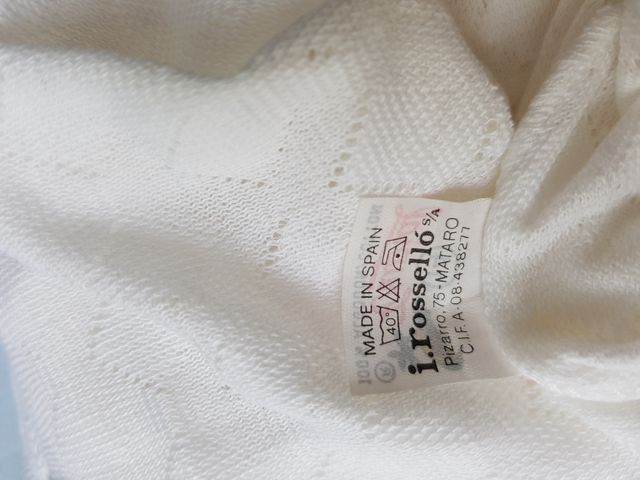 MADE IN SPAIN
40°
i.rosselló S/A
Pizarro, 75-MATARO
C.I.F. A-08-438277